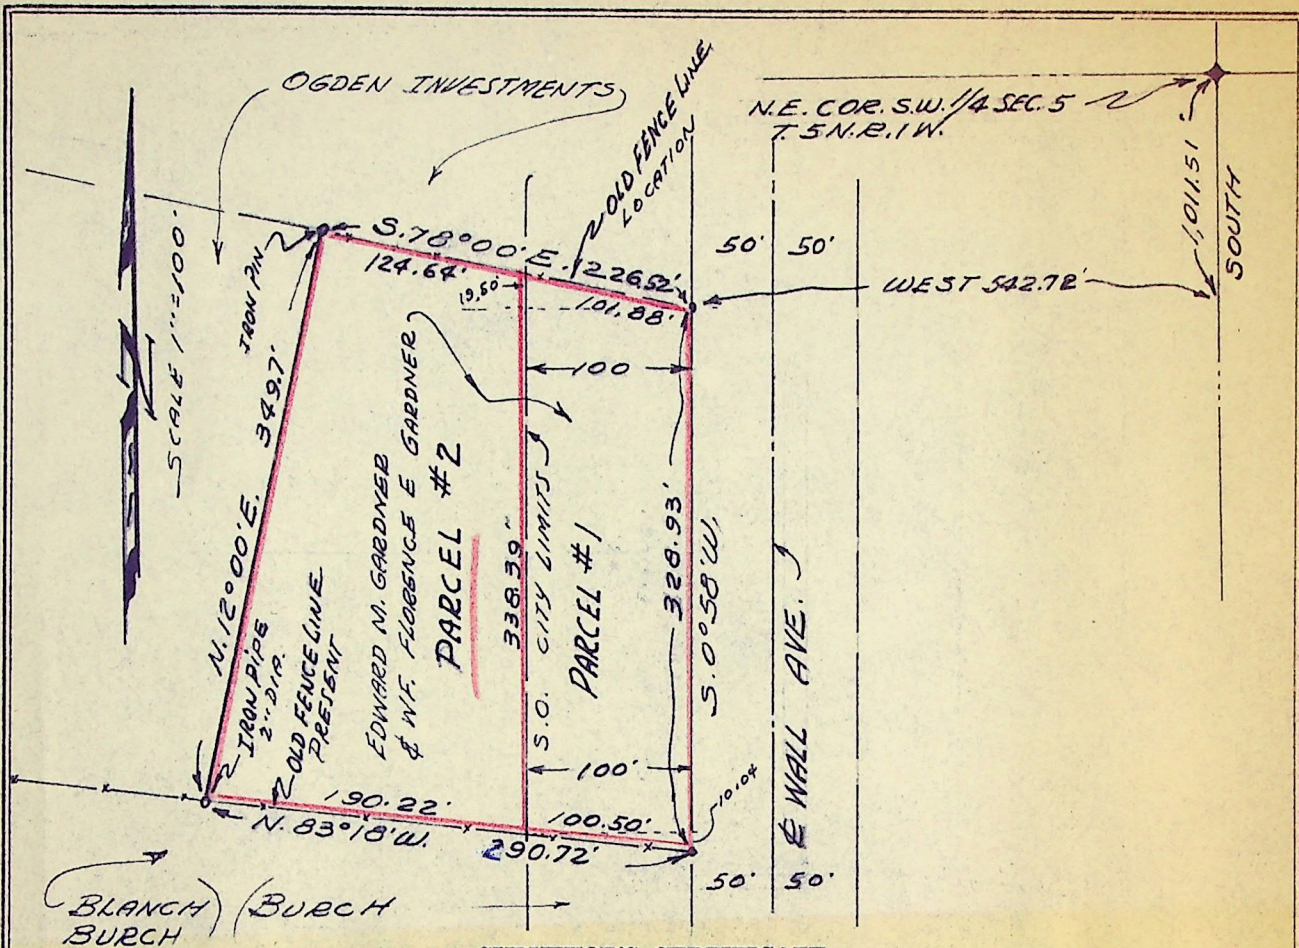 OGDEN INVESTMENTS
OLD FENCE LINE
LOCATION
N.E. COR. S.W. 1/4 SEC. 5
T. 5 N. R. 1 W.
1,011.51'
SOUTH
SCALE 1"=100'
IRON PIN
S. 78°00' E. 226.52'
124.64'
19.50
101.88'
50' 50'
WEST 542.72'
100
N. 12°00' E. 349.7'
EDWARD M. GARDNER
& WF. FLORENCE E GARDNER
PARCEL #2
338.39"
S.O. CITY LIMITS
PARCEL #1
328.93'
S. 0°58' W.
℄ WALL AVE.
IRON PIPE
2" DIA.
OLD FENCE LINE
PRESENT
100'
10.04
190.22'
100.50'
N. 83°18' W.
290.72'
50' 50'
BLANCH
BURCH
BURCH